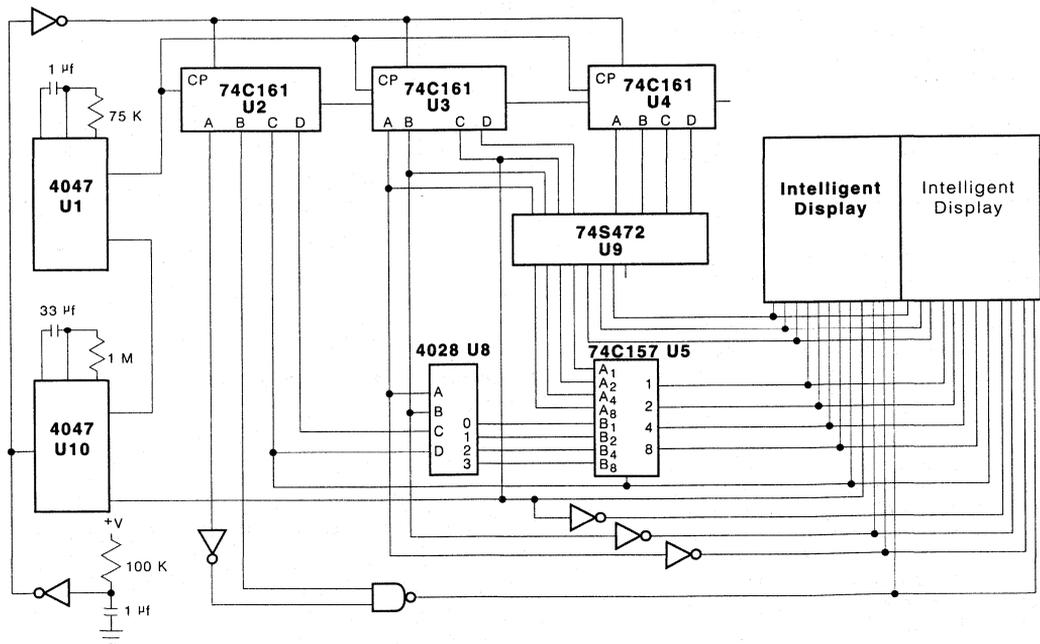 1 µf
75 K
4047
U1
CP
74C161
U2
A B C D
CP
74C161
U3
A B C D
CP
74C161
U4
A B C D
74S472
U9
Intelligent
Display
Intelligent
Display
33 µf
1 M
4047
U10
4028 U8
A
B
C
D
0
1
2
3
74C157 U5
A1
A2
A4
A8
B1
B2
B4
B8
1
2
4
8
+V
100 K
1 µf